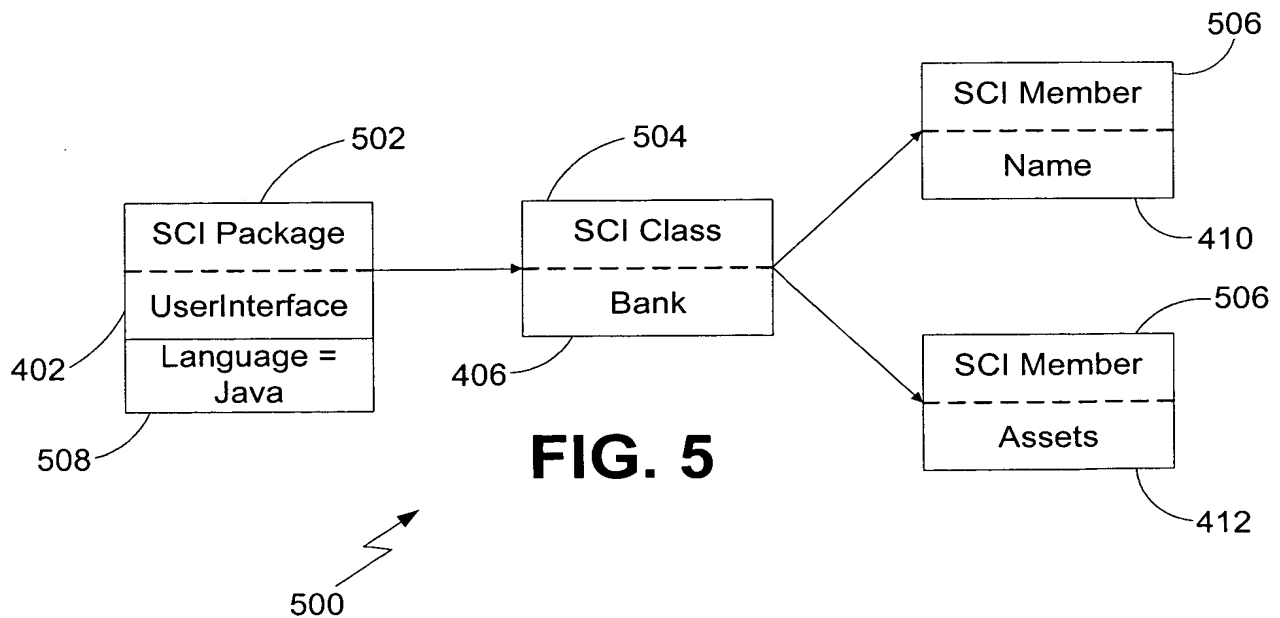 506
SCI Member
Name
410
502
504
SCI Package
UserInterface
Language =
Java
402
508
SCI Class
Bank
406
506
SCI Member
Assets
412
FIG. 5
500